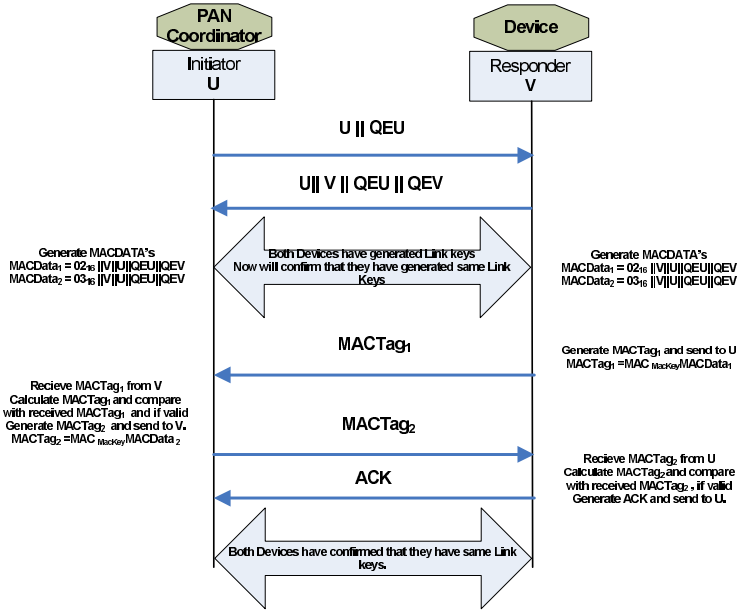 PAN
Coordinator
Device
Initiator
U
Responder
V
U || QEU
U|| V || QEU || QEV
Generate MACDATA's
MACData₁ = 02₁₆ ||V||U||QEU||QEV
MACData₂ = 03₁₆ ||V||U||QEU||QEV
Both Devices have generated Link keys
Now will confirm that they have generated same Link
Keys
Generate MACDATA's
MACData₁ = 02₁₆ ||V||U||QEU||QEV
MACData₂ = 03₁₆ ||V||U||QEU||QEV
MACTag₁
Generate MACTag₁ and send to U
MACTag₁ =MAC MacKey MACData₁
Recieve MACTag₁ from V
Calculate MACTag₁ and compare
with received MACTag₁ and if valid
Generate MACTag₂ and send to V.
MACTag₂ =MAC MacKey MACData ₂
MACTag₂
Recieve MACTag₂ from U
Calculate MACTag₂ and compare
with received MACTag₂ , if valid
Generate ACK and send to U.
ACK
Both Devices have confirmed that they have same Link
keys.